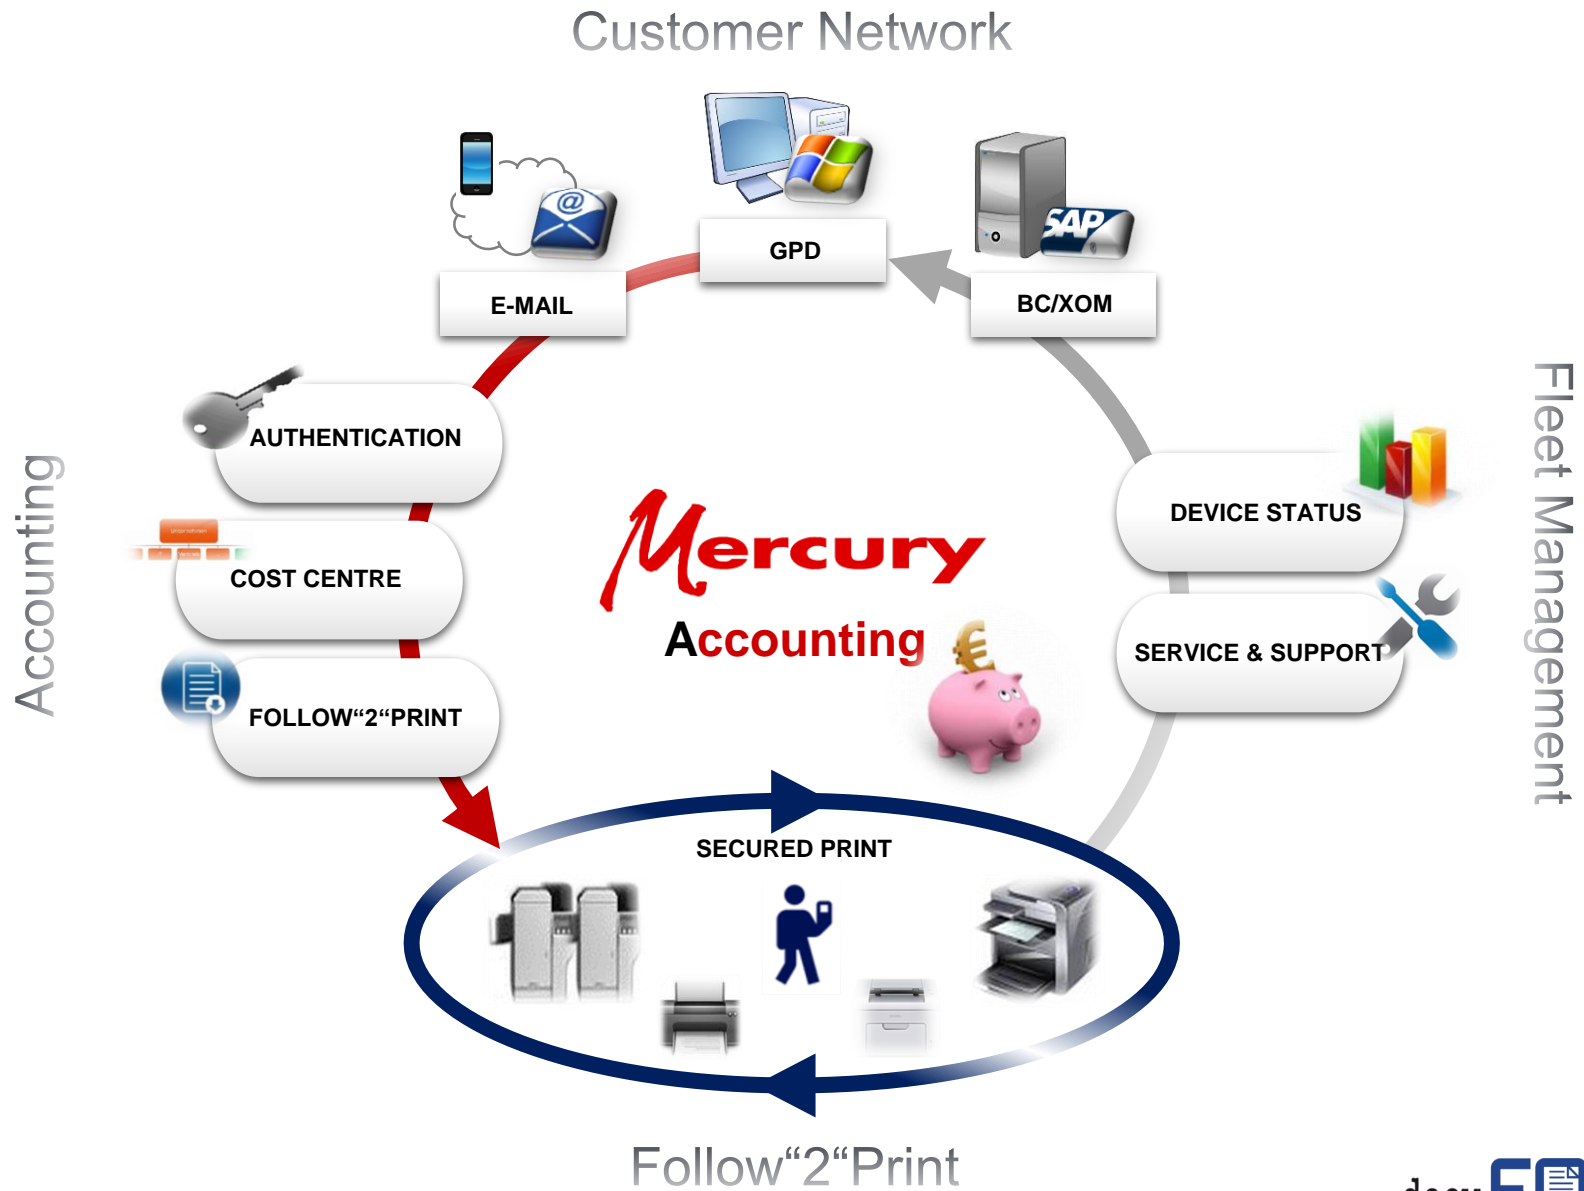 Customer Network
GPD
E-MAIL
BC/XOM
SAP
@
AUTHENTICATION
COST CENTRE
FOLLOW“2“PRINT
Accounting
Mercury
Accounting
€
DEVICE STATUS
SERVICE & SUPPORT
Fleet Management
SECURED PRINT
Follow“2“Print